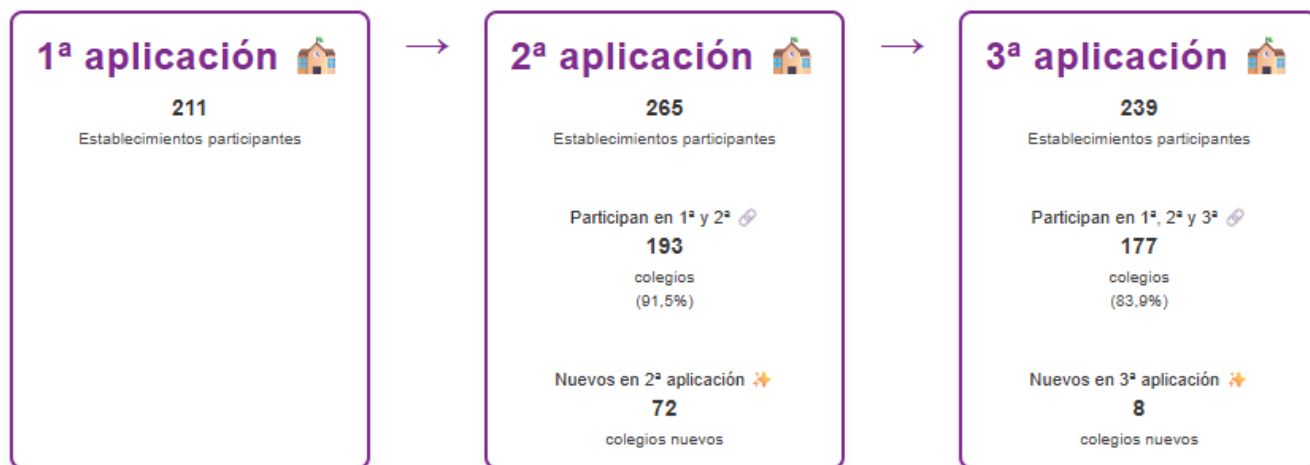 1ª aplicación
211
Establecimientos participantes
→
2ª aplicación
265
Establecimientos participantes
Participan en 1ª y 2ª
193
colegios
(91,5%)
Nuevos en 2ª aplicación
72
colegios nuevos
→
3ª aplicación
239
Establecimientos participantes
Participan en 1ª, 2ª y 3ª
177
colegios
(83,9%)
Nuevos en 3ª aplicación
8
colegios nuevos